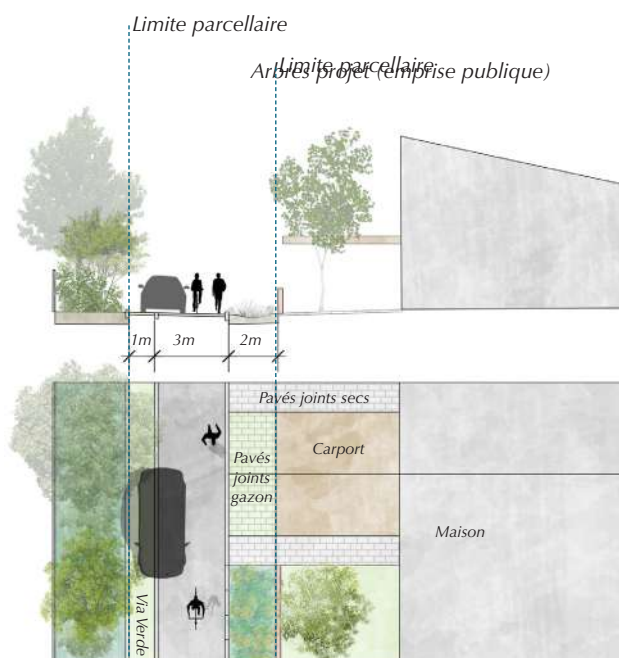 Limite parcellaire
Limite parcellaire
Arbres projet (emprise publique)
1m
3m
2m
Pavés joints secs
Pavés
joints
gazon
Carport
Maison
Via Verde